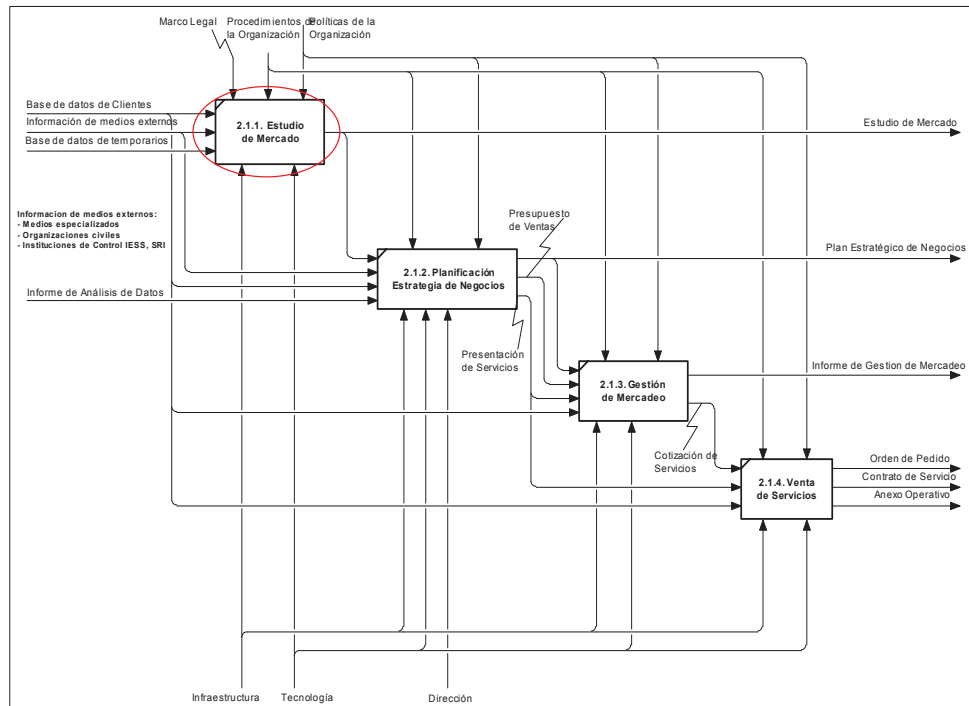 Marco Legal
Procedimientos de
la Organización
Políticas de la
Organización
Base de datos de Clientes
Información de medios externos
Base de datos de temporarios
2.1.1. Estudio
de Mercado
Estudio de Mercado
Informacion de medios externos:
- Medios especializados
- Organizaciones civiles
- Instituciones de Control IESS, SRI
Presupuesto
de Ventas
Plan Estratégico de Negocios
2.1.2. Planificación
Estrategia de Negocios
Informe de Análisis de Datos
Presentación
de Servicios
Informe de Gestion de Mercadeo
2.1.3. Gestión
de Mercadeo
Cotización de
Servicios
Orden de Pedido
2.1.4. Venta
de Servicios
Contrato de Servicio
Anexo Operativo
Infraestructura
Tecnología
Dirección